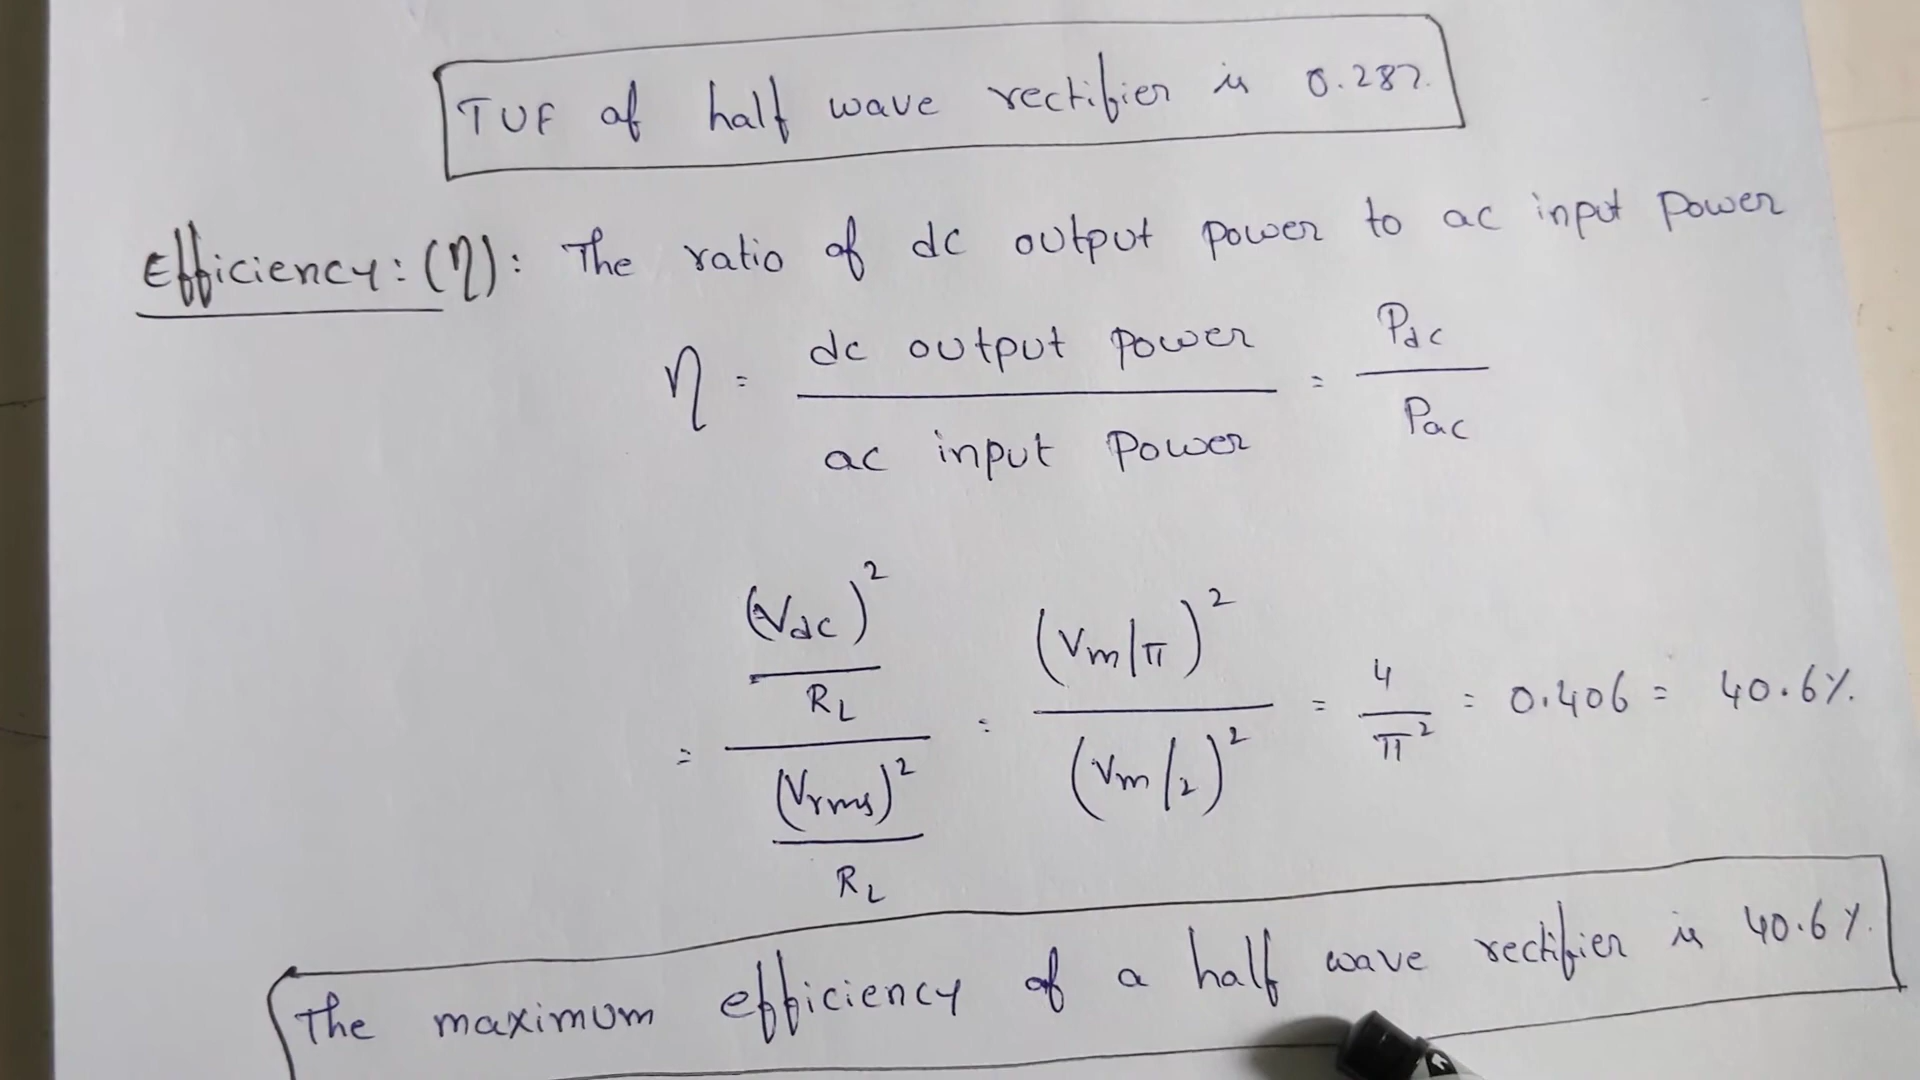 TUF of half wave rectifier is 0.287.
Efficiency: (η): The ratio of dc output power to ac input power
η = dc output power / ac input power = Pdc / Pac
= ((Vdc)² / RL) / ((Vrms)² / RL) = (Vm/π)² / (Vm/2)² = 4 / π² = 0.406 = 40.6%.
The maximum efficiency of a half wave rectifier is 40.6%.